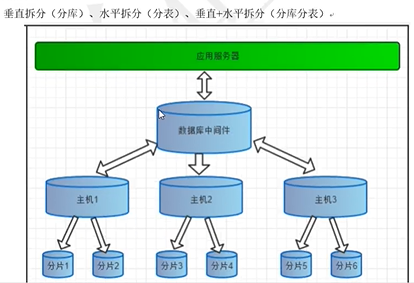 垂直拆分（分库）、水平拆分（分表）、垂直+水平拆分（分库分表）
应用服务器
数据库中间件
主机1
主机2
主机3
分片1
分片2
分片3
分片4
分片5
分片6